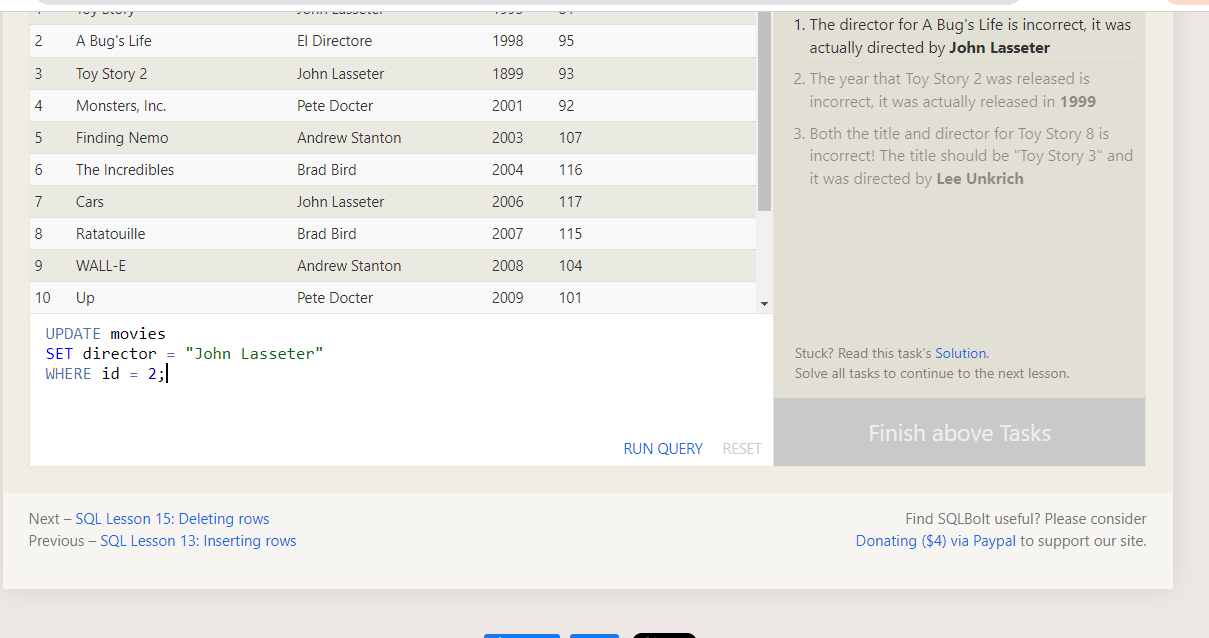 1. The director for A Bug's Life is incorrect, it was
actually directed by John Lasseter
2. The year that Toy Story 2 was released is
incorrect, it was actually released in 1999
3. Both the title and director for Toy Story 8 is
incorrect! The title should be "Toy Story 3" and
it was directed by Lee Unkrich
2 A Bug's Life El Directore 1998 95
3 Toy Story 2 John Lasseter 1899 93
4 Monsters, Inc. Pete Docter 2001 92
5 Finding Nemo Andrew Stanton 2003 107
6 The Incredibles Brad Bird 2004 116
7 Cars John Lasseter 2006 117
8 Ratatouille Brad Bird 2007 115
9 WALL-E Andrew Stanton 2008 104
10 Up Pete Docter 2009 101
UPDATE movies
SET director = "John Lasseter"
WHERE id = 2;
RUN QUERY RESET
Stuck? Read this task's Solution.
Solve all tasks to continue to the next lesson.
Finish above Tasks
Next – SQL Lesson 15: Deleting rows
Previous – SQL Lesson 13: Inserting rows
Find SQLBolt useful? Please consider
Donating ($4) via Paypal to support our site.